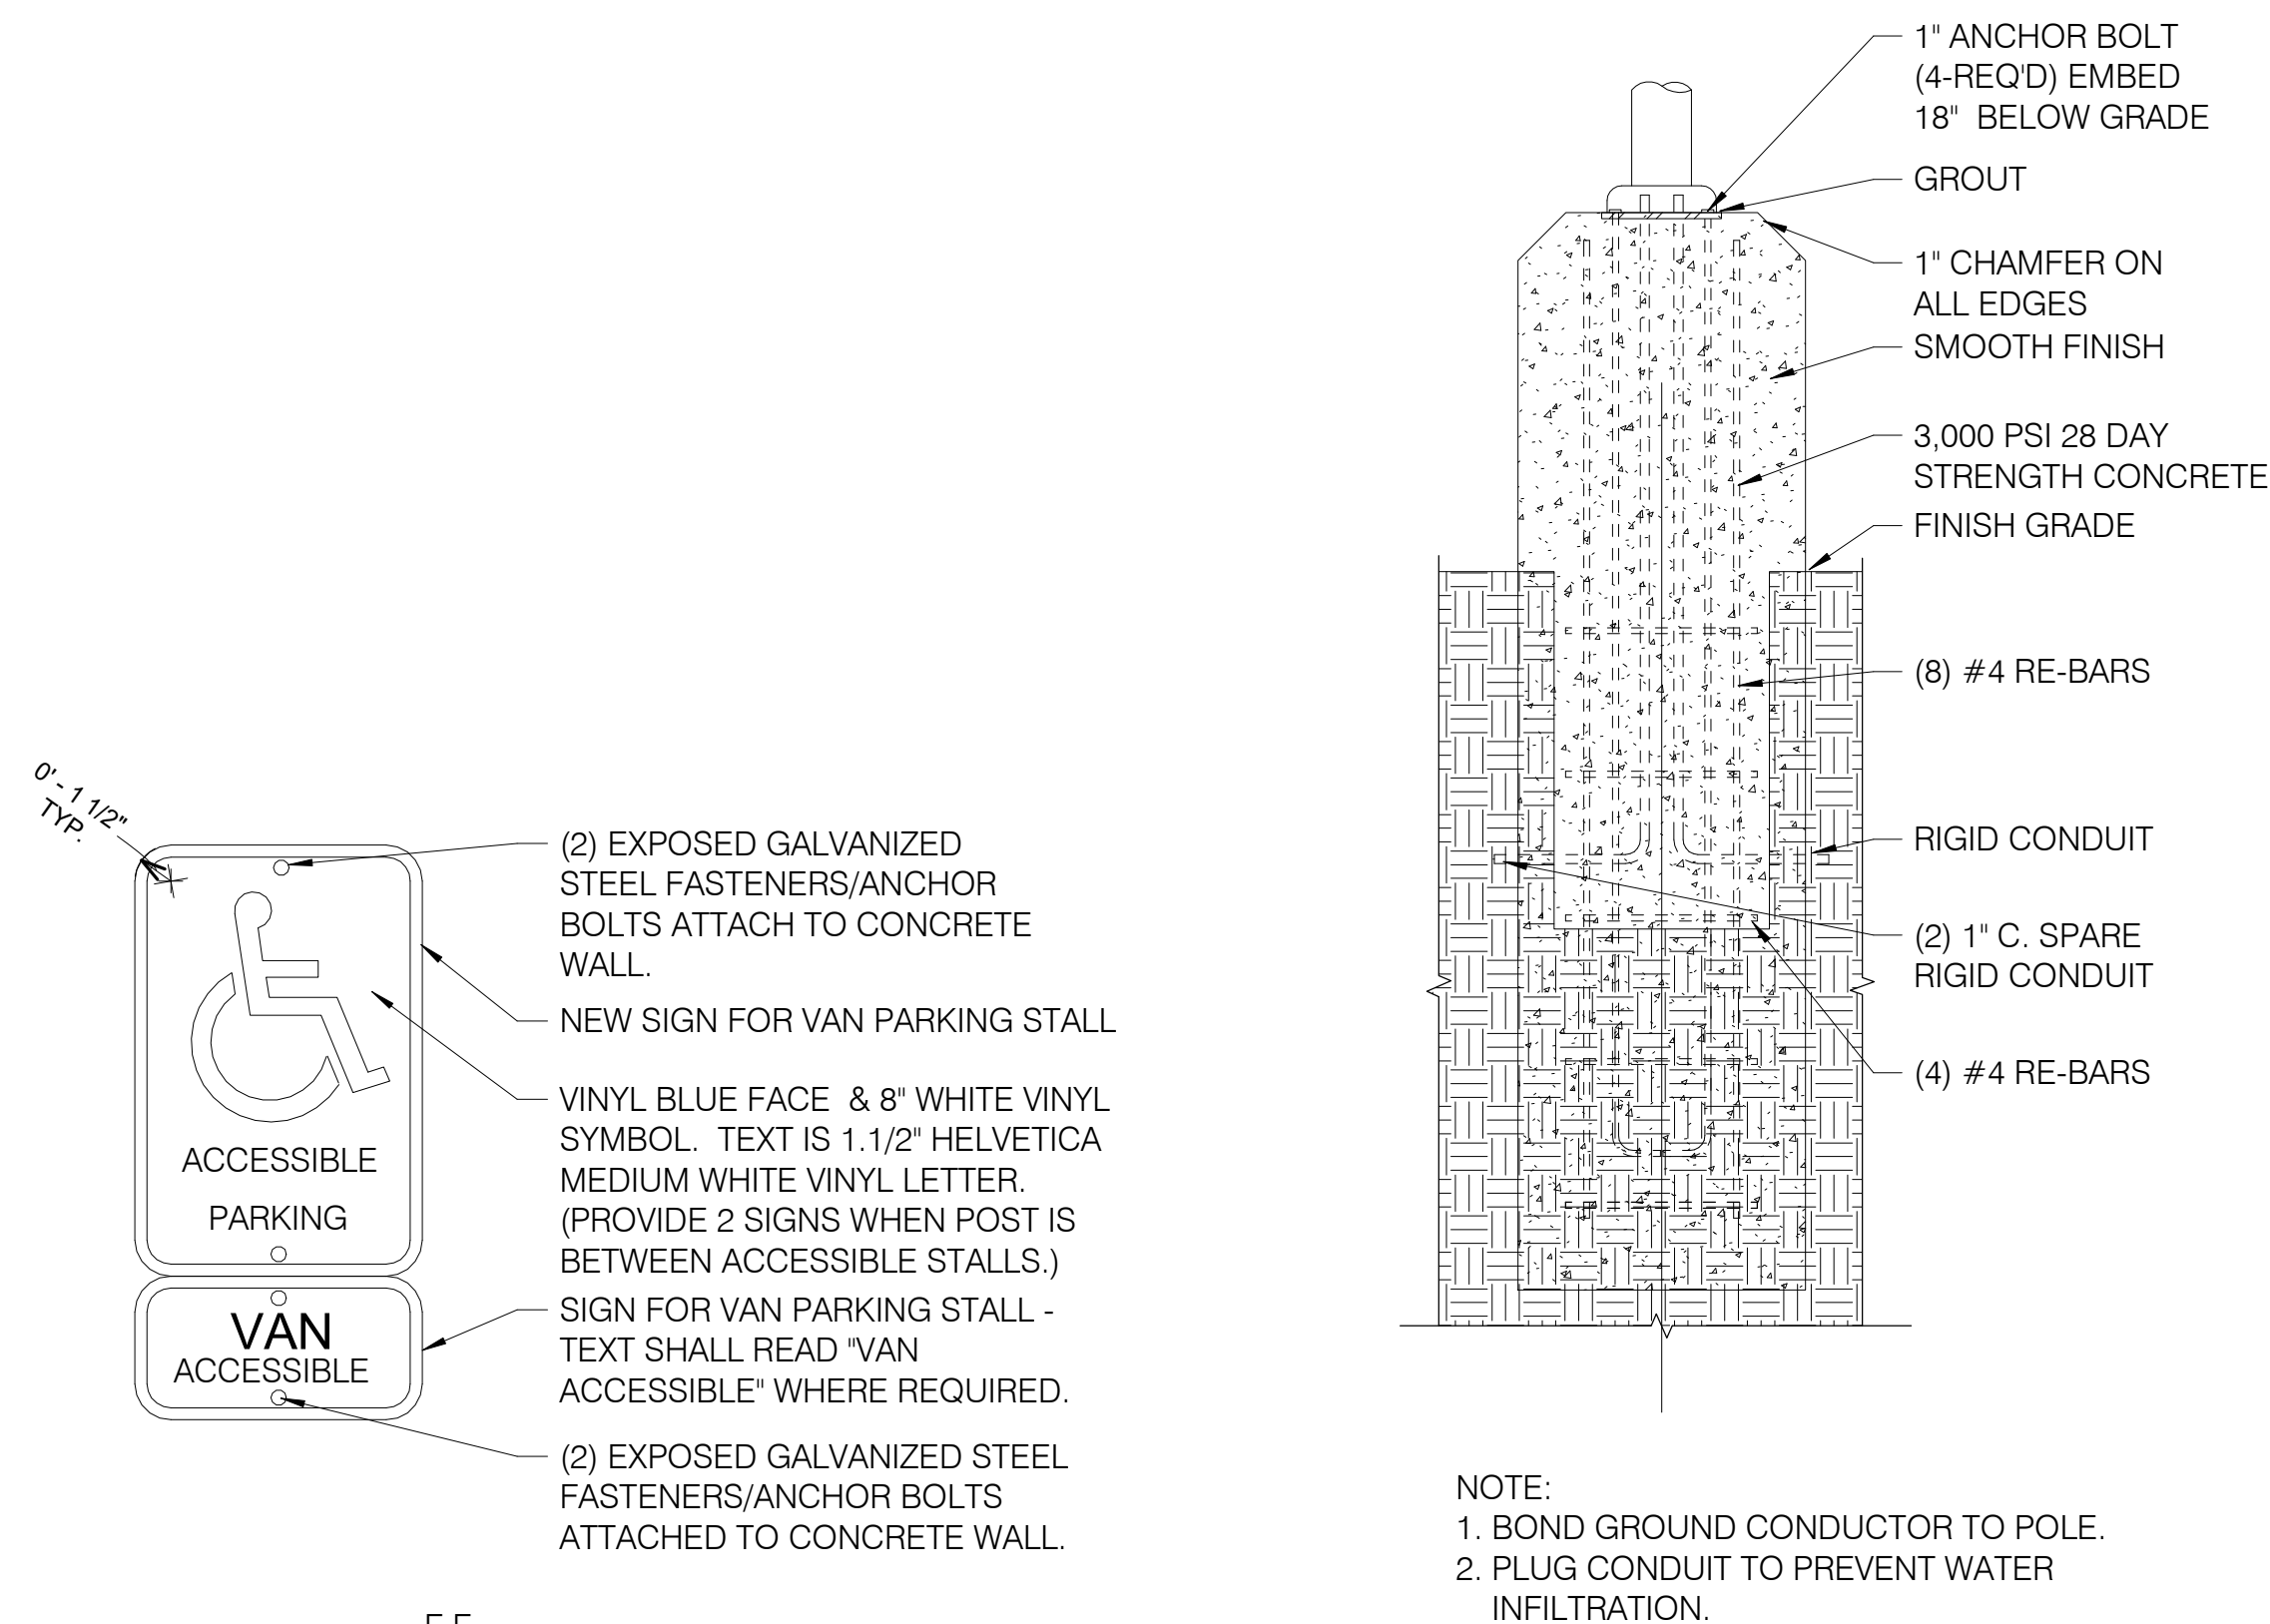 0' - 1 1/2"
TYP.
ACCESSIBLE
PARKING
VAN
ACCESSIBLE
(2) EXPOSED GALVANIZED
STEEL FASTENERS/ANCHOR
BOLTS ATTACH TO CONCRETE
WALL.
NEW SIGN FOR VAN PARKING STALL
VINYL BLUE FACE & 8" WHITE VINYL
SYMBOL. TEXT IS 1.1/2" HELVETICA
MEDIUM WHITE VINYL LETTER.
(PROVIDE 2 SIGNS WHEN POST IS
BETWEEN ACCESSIBLE STALLS.)
SIGN FOR VAN PARKING STALL -
TEXT SHALL READ "VAN
ACCESSIBLE" WHERE REQUIRED.
(2) EXPOSED GALVANIZED STEEL
FASTENERS/ANCHOR BOLTS
ATTACHED TO CONCRETE WALL.
1" ANCHOR BOLT
(4-REQ'D) EMBED
18" BELOW GRADE
GROUT
1" CHAMFER ON
ALL EDGES
SMOOTH FINISH
3,000 PSI 28 DAY
STRENGTH CONCRETE
FINISH GRADE
(8) #4 RE-BARS
RIGID CONDUIT
(2) 1" C. SPARE
RIGID CONDUIT
(4) #4 RE-BARS
NOTE:
1. BOND GROUND CONDUCTOR TO POLE.
2. PLUG CONDUIT TO PREVENT WATER
INFILTRATION.